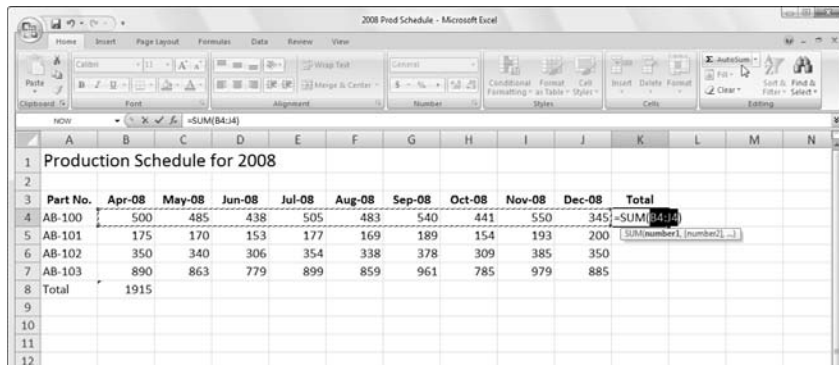 2008 Prod Schedule - Microsoft Excel
Home Insert Page Layout Formulas Data Review View
Calibri 11 A A Wrap Text General Σ AutoSum
Paste B I U A Merge & Center $ % , Conditional Formatting Format as Table Cell Styles Insert Delete Format Fill Clear Sort & Filter Find & Select
Clipboard Font Alignment Number Styles Cells Editing
NOW fx =SUM(B4:J4)
A B C D E F G H I J K L M N
1 Production Schedule for 2008
2
3 Part No. Apr-08 May-08 Jun-08 Jul-08 Aug-08 Sep-08 Oct-08 Nov-08 Dec-08 Total
4 AB-100 500 485 438 505 483 540 441 550 345 =SUM(B4:J4)
5 AB-101 175 170 153 177 169 189 154 193 200 SUM(number1, [number2], ...)
6 AB-102 350 340 306 354 338 378 309 385 350
7 AB-103 890 863 779 899 859 961 785 979 885
8 Total 1915
9
10
11
12